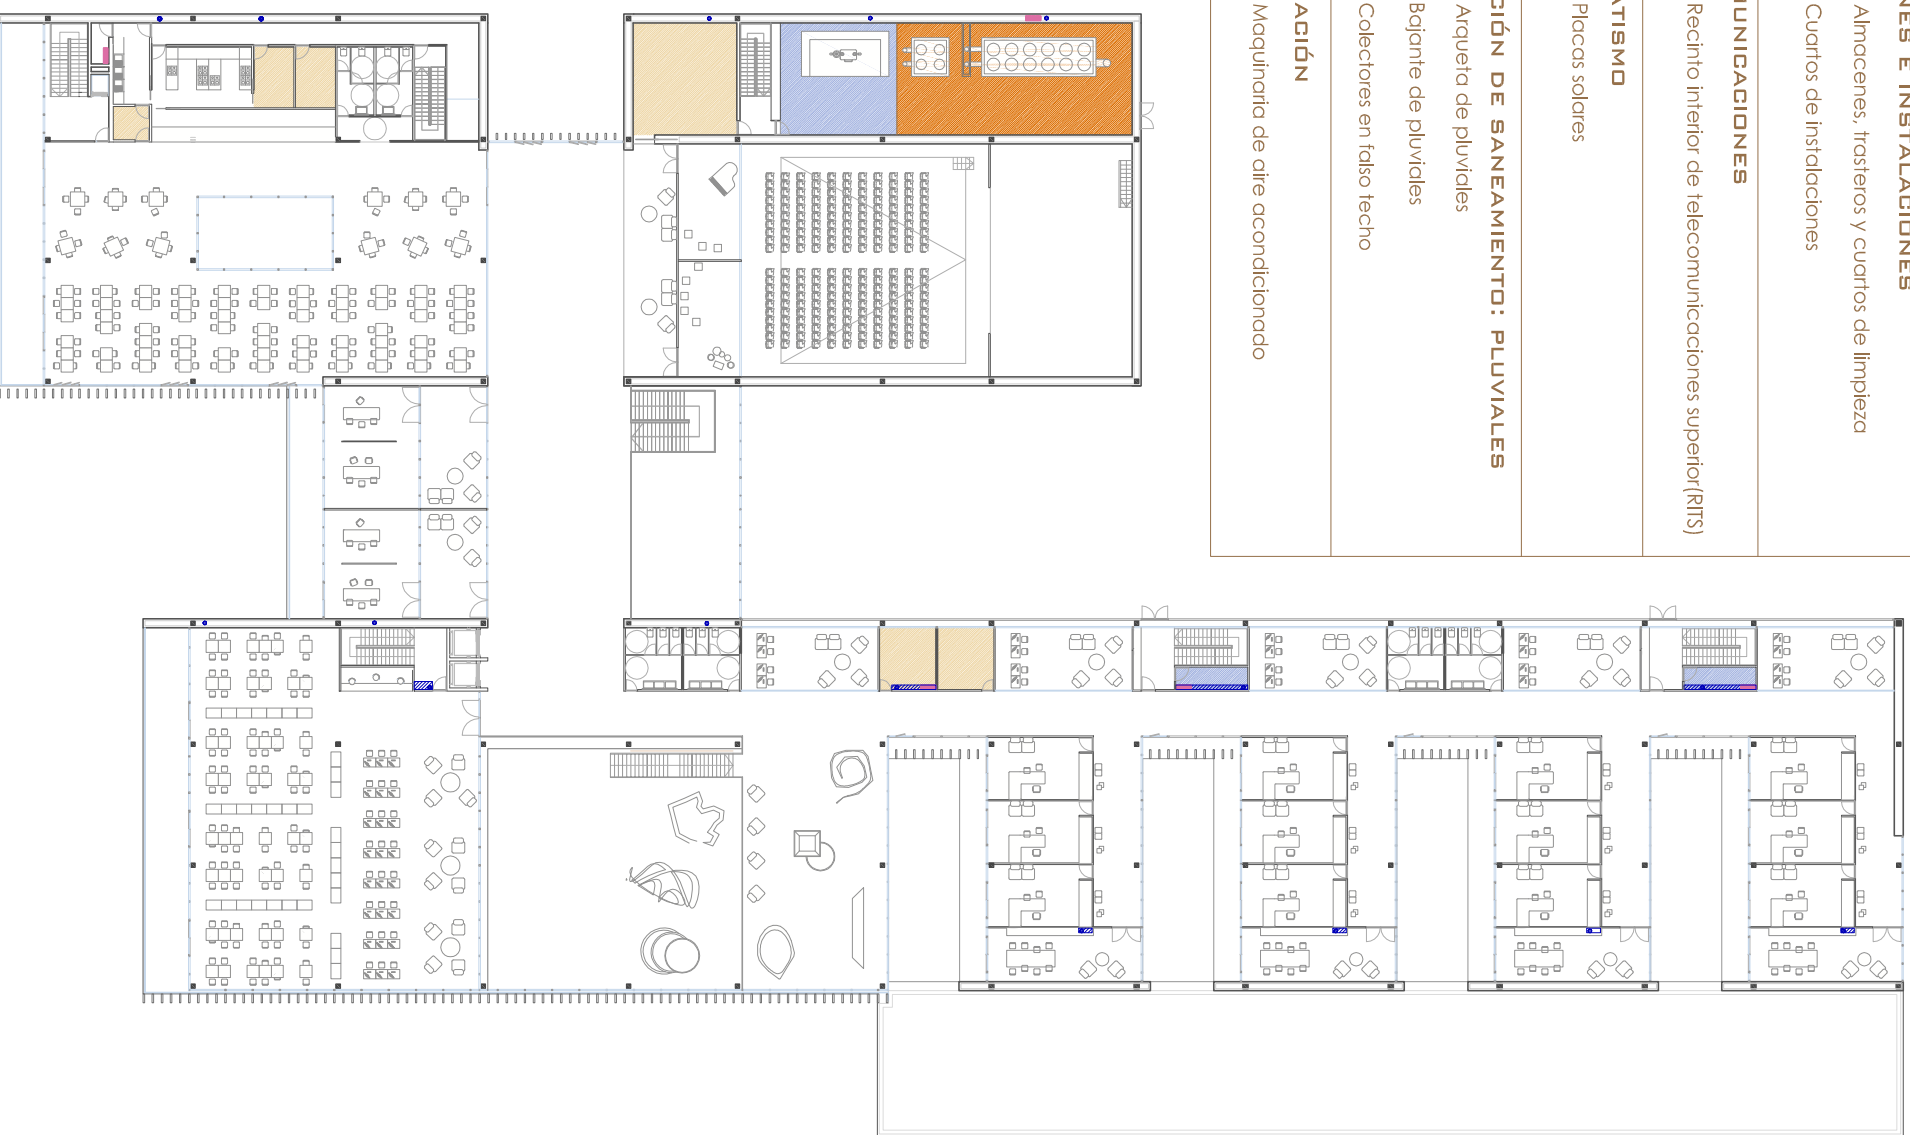 NES E INSTALACIONES
Almacenes, trasteros y cuartos de limpieza
Cuartos de instalaciones
MUNICACIONES
Recinto interior de telecomunicaciones superior(RITS)
ATISMO
Placas solares
CIÓN DE SANEAMIENTO: PLUVIALES
Arqueta de pluviales
Bajante de pluviales
Colectores en falso techo
ACIÓN
Maquinaria de aire acondicionado